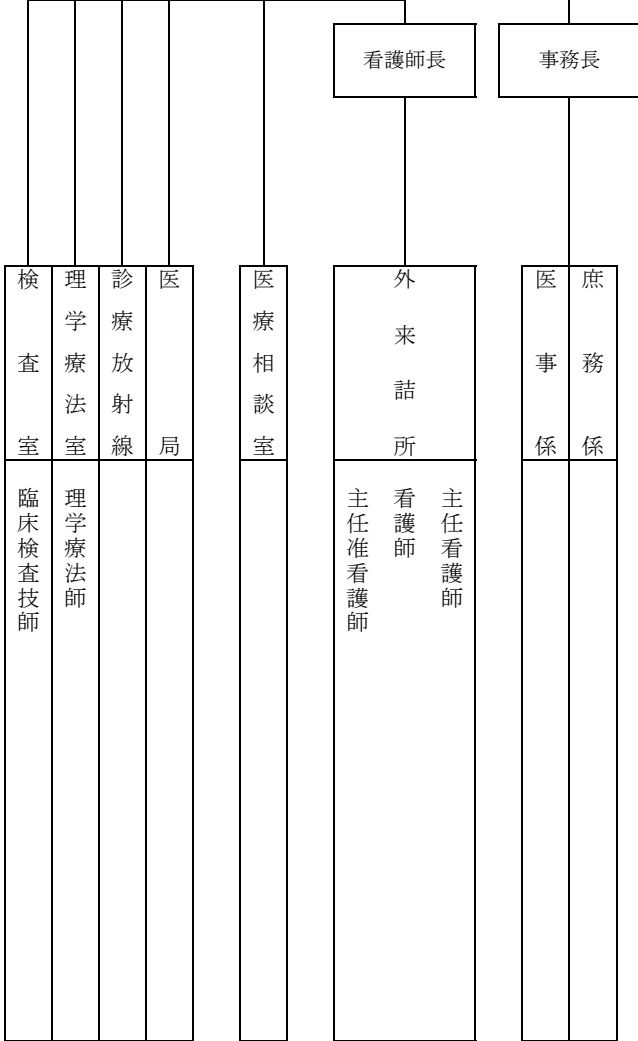 看護師長
事務長
検査室
理学療法室
診療放射線
医局
医療相談室
外来詰所
医事係
庶務係
臨床検査技師
理学療法師
主任准看護師
看護師
主任看護師